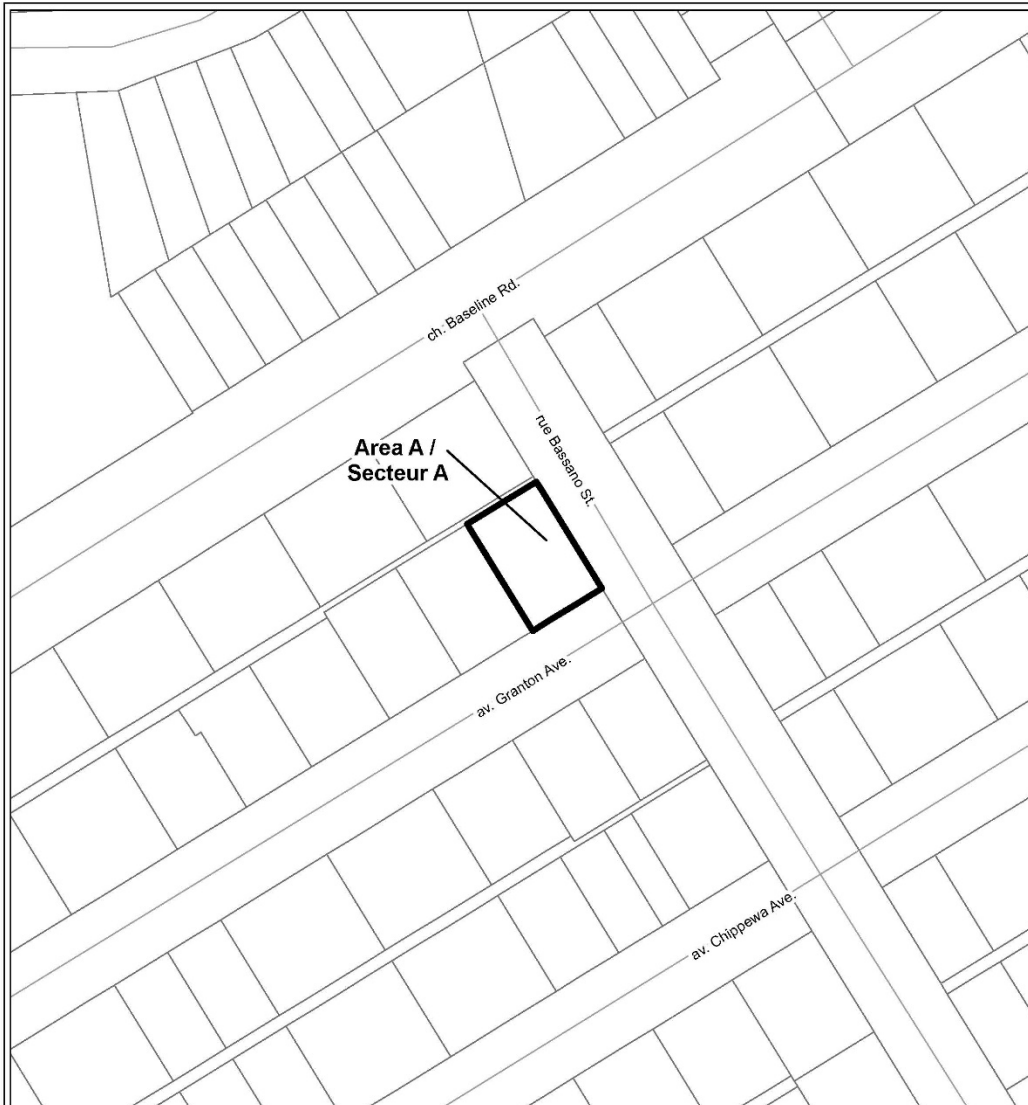 ch. Baseline Rd.
rue Bassano St.
Area A /
Secteur A
av. Granton Ave.
av. Chippewa Ave.